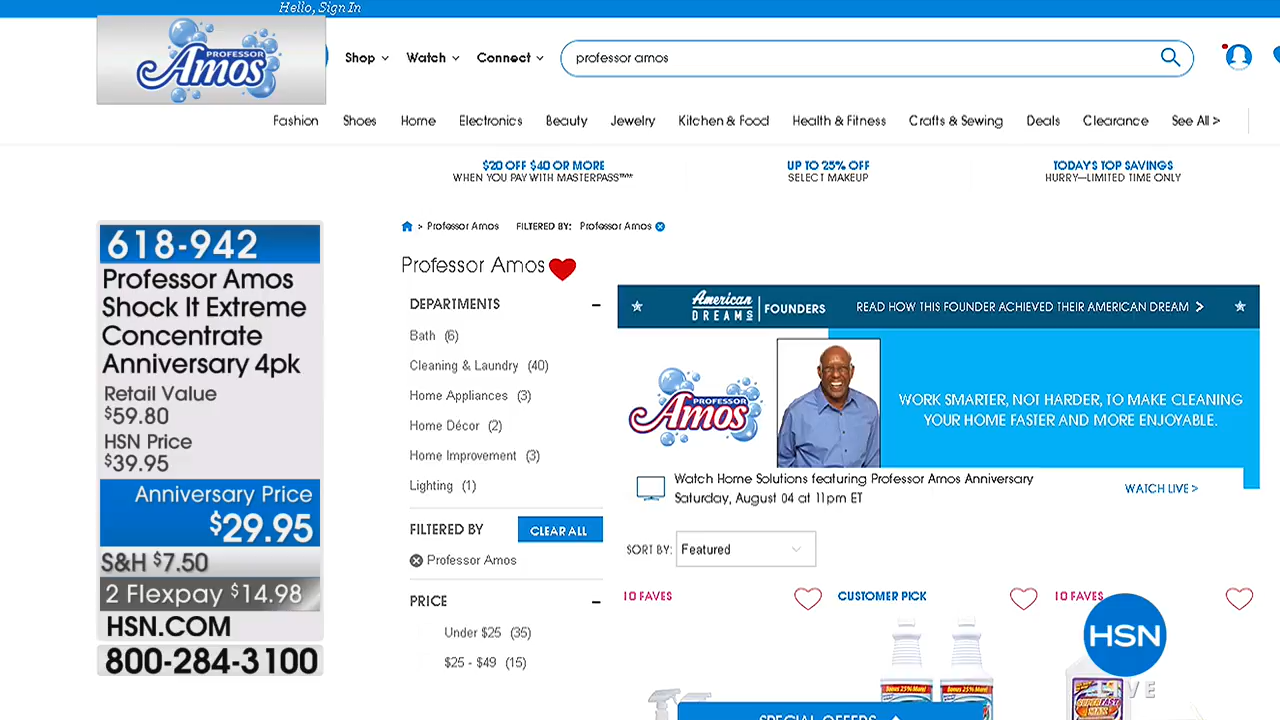 Hello, Sign In
PROFESSOR
Amos
Shop
Watch
Connect
professor amos
Fashion
Shoes
Home
Electronics
Beauty
Jewelry
Kitchen & Food
Health & Fitness
Crafts & Sewing
Deals
Clearance
See All >
$20 OFF $40 OR MORE
WHEN YOU PAY WITH MASTERPASS
UP TO 25% OFF
SELECT MAKEUP
TODAY'S TOP SAVINGS
HURRY—LIMITED TIME ONLY
618-942
Professor Amos
Shock It Extreme
Concentrate
Anniversary 4pk
Retail Value
$59.80
HSN Price
$39.95
Anniversary Price
$29.95
S&H $7.50
2 Flexpay $14.98
HSN.COM
800-284-3100
> Professor Amos FILTERED BY: Professor Amos
Professor Amos
DEPARTMENTS
Bath (6)
Cleaning & Laundry (40)
Home Appliances (3)
Home Décor (2)
Home Improvement (3)
Lighting (1)
FILTERED BY CLEAR ALL
Professor Amos
PRICE
Under $25 (35)
$25 - $49 (15)
American
DREAMS
FOUNDERS
READ HOW THIS FOUNDER ACHIEVED THEIR AMERICAN DREAM >
PROFESSOR
Amos
WORK SMARTER, NOT HARDER, TO MAKE CLEANING
YOUR HOME FASTER AND MORE ENJOYABLE.
Watch Home Solutions featuring Professor Amos Anniversary
Saturday, August 04 at 11pm ET
WATCH LIVE >
SORT BY: Featured
10 FAVES
CUSTOMER PICK
10 FAVES
Bonus 25% More!
Bonus 25% More!
HSN
LIVE
SPECIAL OFFERS